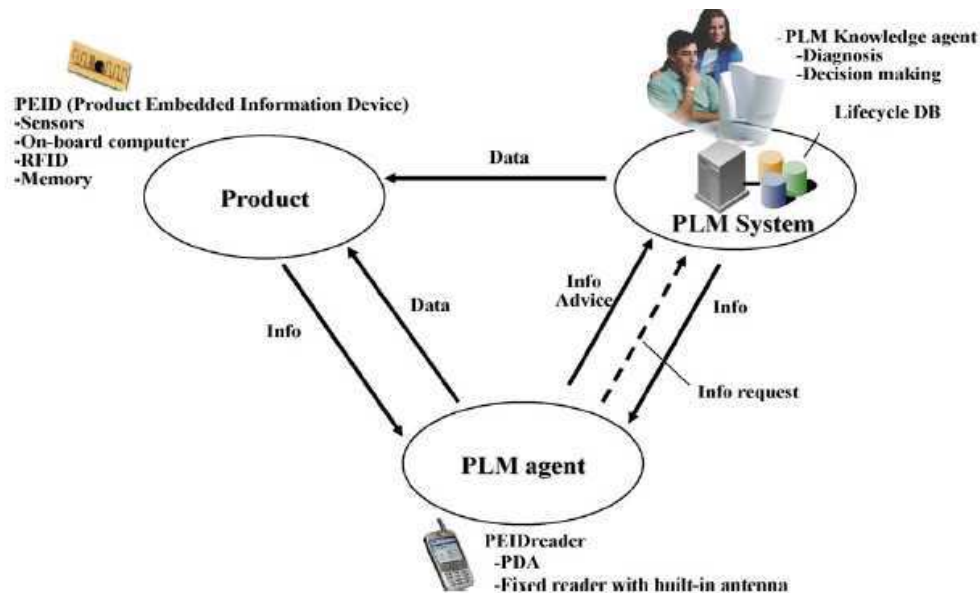 PEID (Product Embedded Information Device)
-Sensors
-On-board computer
-RFID
-Memory
-PLM Knowledge agent
-Diagnosis
-Decision making
Lifecycle DB
Data
Product
PLM System
Info
Data
Info
Advice
Info
Info request
PLM agent
PEIDreader
-PDA
-Fixed reader with built-in antenna